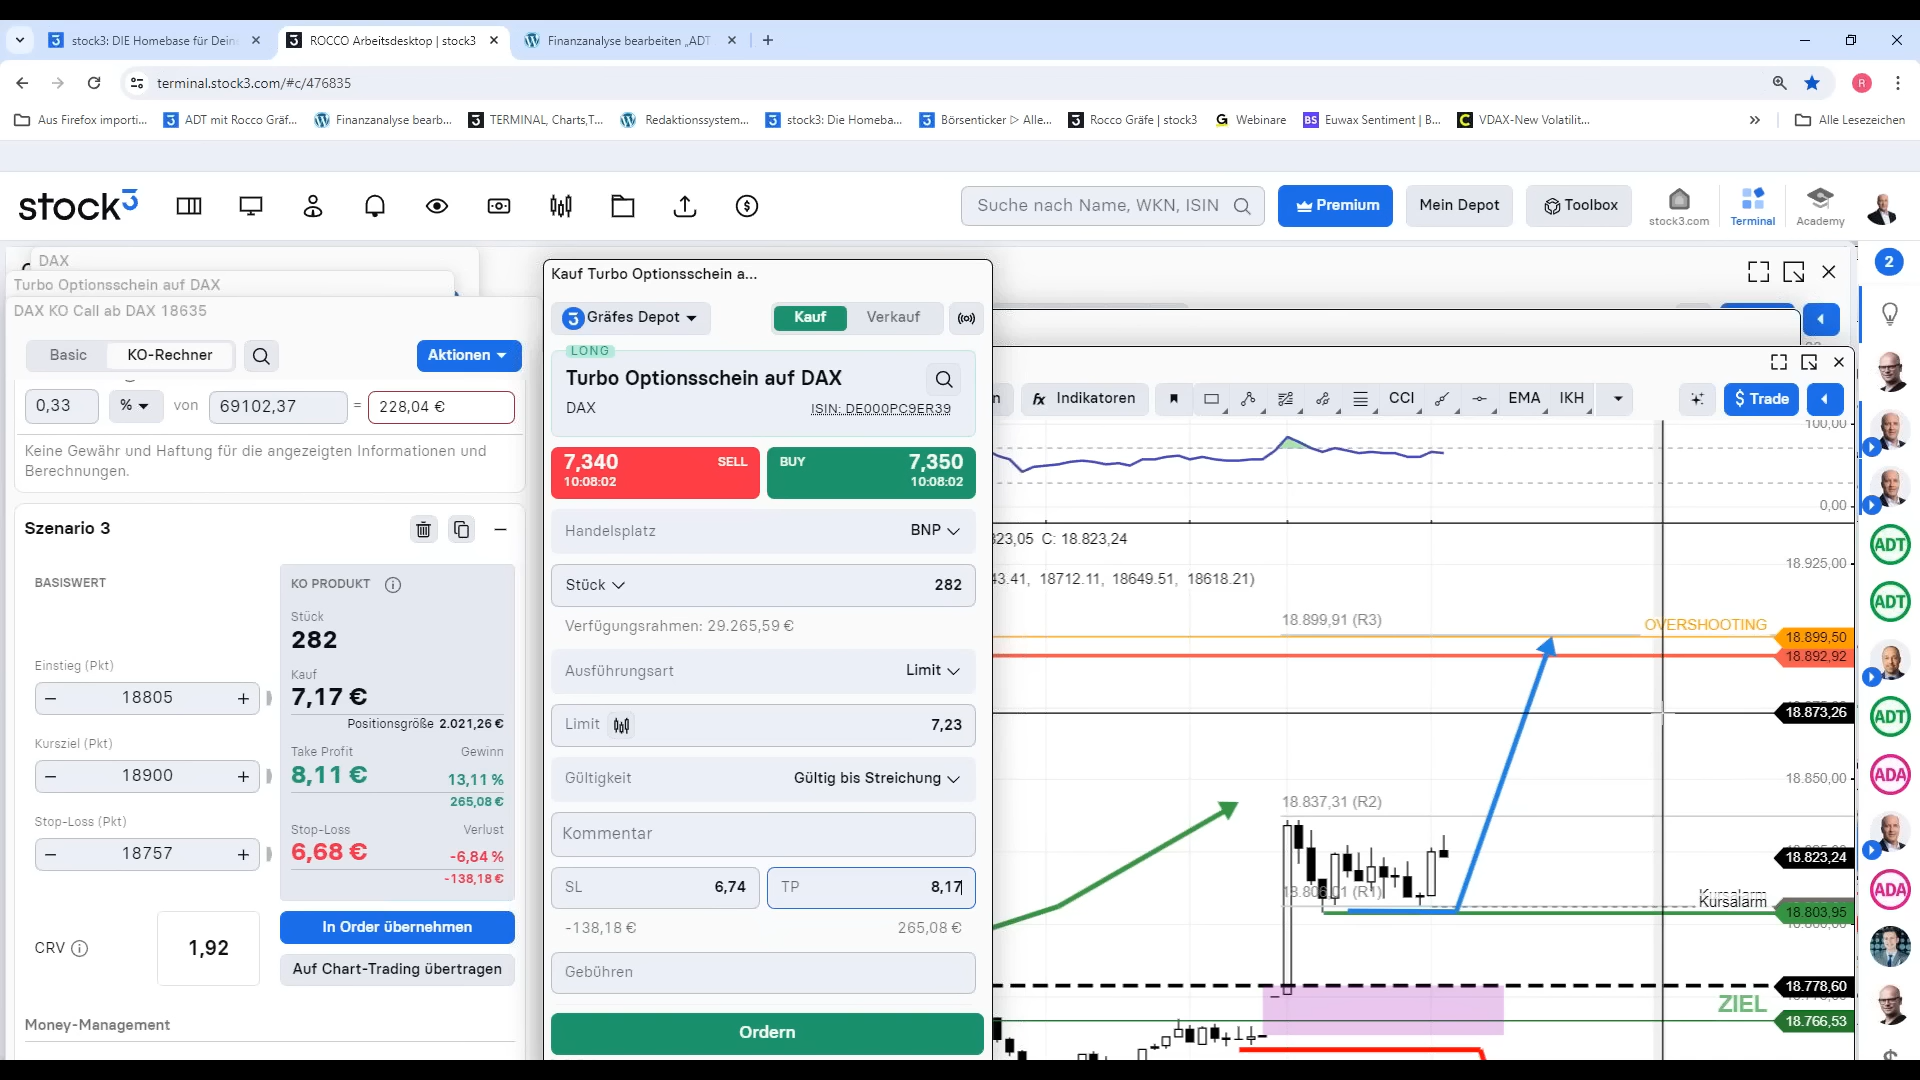 stock3: DIE Homebase für Dein
ROCCO Arbeitsdesktop | stock3
Finanzanalyse bearbeiten „ADT
terminal.stock3.com/#c/476835
R
Aus Firefox importi...
ADT mit Rocco Gräf...
Finanzanalyse bearb...
TERMINAL, Charts,T...
Redaktionssystem...
stock3: Die Homeba...
Börsenticker ▷ Alle...
Rocco Gräfe | stock3
Webinare
Euwax Sentiment | B...
VDAX-New Volatilit...
Alle Lesezeichen
stock3
Suche nach Name, WKN, ISIN
Premium
Mein Depot
Toolbox
stock3.com
Terminal
Academy
DAX
Turbo Optionsschein auf DAX
DAX KO Call ab DAX 18635
Basic
KO-Rechner
Aktionen
0,33
%
von
69102,37
=
228,04 €
Keine Gewähr und Haftung für die angezeigten Informationen und
Berechnungen.
Szenario 3
BASISWERT
KO PRODUKT
Stück
282
Einstieg (Pkt)
− 18805 +
Kauf
7,17 €
Positionsgröße 2.021,26 €
Kursziel (Pkt)
− 18900 +
Take Profit
Gewinn
8,11 €
13,11 %
265,08 €
Stop-Loss (Pkt)
− 18757 +
Stop-Loss
Verlust
6,68 €
-6,84 %
-138,18 €
CRV
1,92
In Order übernehmen
Auf Chart-Trading übertragen
Money-Management
Kauf Turbo Optionsschein a...
Gräfes Depot
Kauf
Verkauf
LONG
Turbo Optionsschein auf DAX
DAX
ISIN: DE000PC9ER39
7,340
SELL
10:08:02
BUY
7,350
10:08:02
Handelsplatz
BNP
Stück
282
Verfügungsrahmen: 29.265,59 €
Ausführungsart
Limit
Limit
7,23
Gültigkeit
Gültig bis Streichung
Kommentar
SL
6,74
TP
8,17
-138,18 €
265,08 €
Gebühren
Ordern
n
fx Indikatoren
CCI
EMA
IKH
$ Trade
2
100,00
0,00
323,05 C: 18.823,24
43.41, 18712.11, 18649.51, 18618.21)
18.925,00
18.899,91 (R3)
OVERSHOOTING
18.899,50
18.892,92
18.873,26
18.850,00
18.837,31 (R2)
18.823,24
18.806,01 (R1)
Kursalarm
18.803,95
18.778,60
ZIEL
18.766,53
ADT
ADT
ADT
ADA
ADA